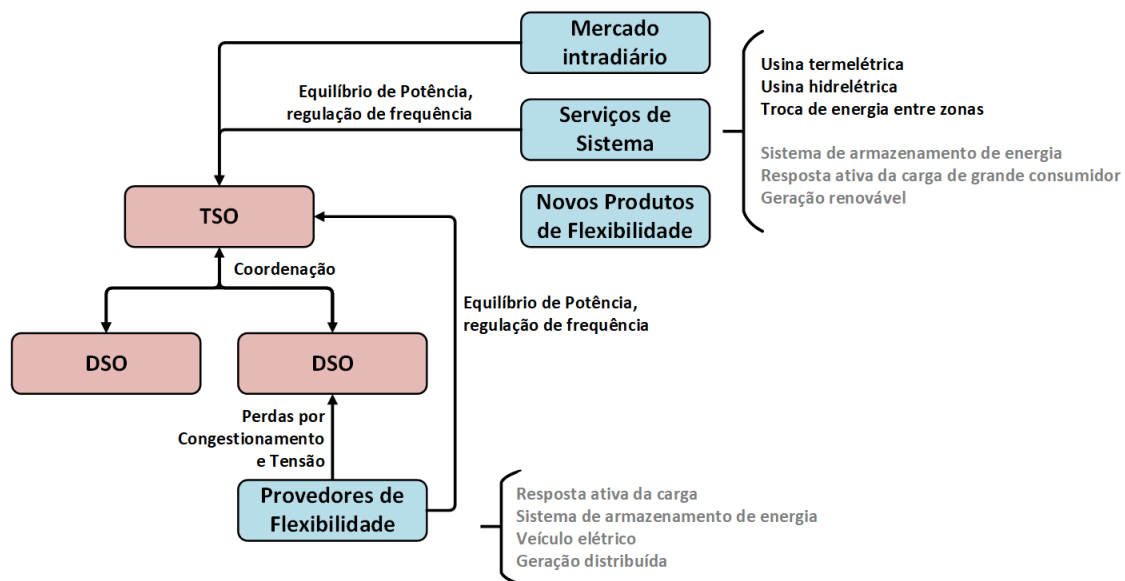 Mercado
intradiário
Equilíbrio de Potência,
regulação de frequência
Serviços de
Sistema
Usina termelétrica
Usina hidrelétrica
Troca de energia entre zonas
Sistema de armazenamento de energia
Resposta ativa da carga de grande consumidor
Geração renovável
TSO
Novos Produtos
de Flexibilidade
Coordenação
Equilíbrio de Potência,
regulação de frequência
DSO
DSO
Perdas por
Congestionamento
e Tensão
Provedores de
Flexibilidade
Resposta ativa da carga
Sistema de armazenamento de energia
Veículo elétrico
Geração distribuída